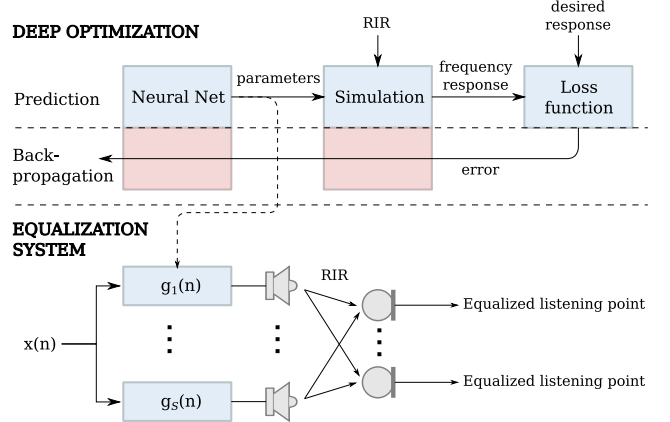 DEEP OPTIMIZATION
RIR
desired
response
Prediction
Neural Net
parameters
Simulation
frequency
response
Loss
function
Back-
propagation
error
EQUALIZATION
SYSTEM
x(n)
g1(n)
RIR
Equalized listening point
gS(n)
Equalized listening point